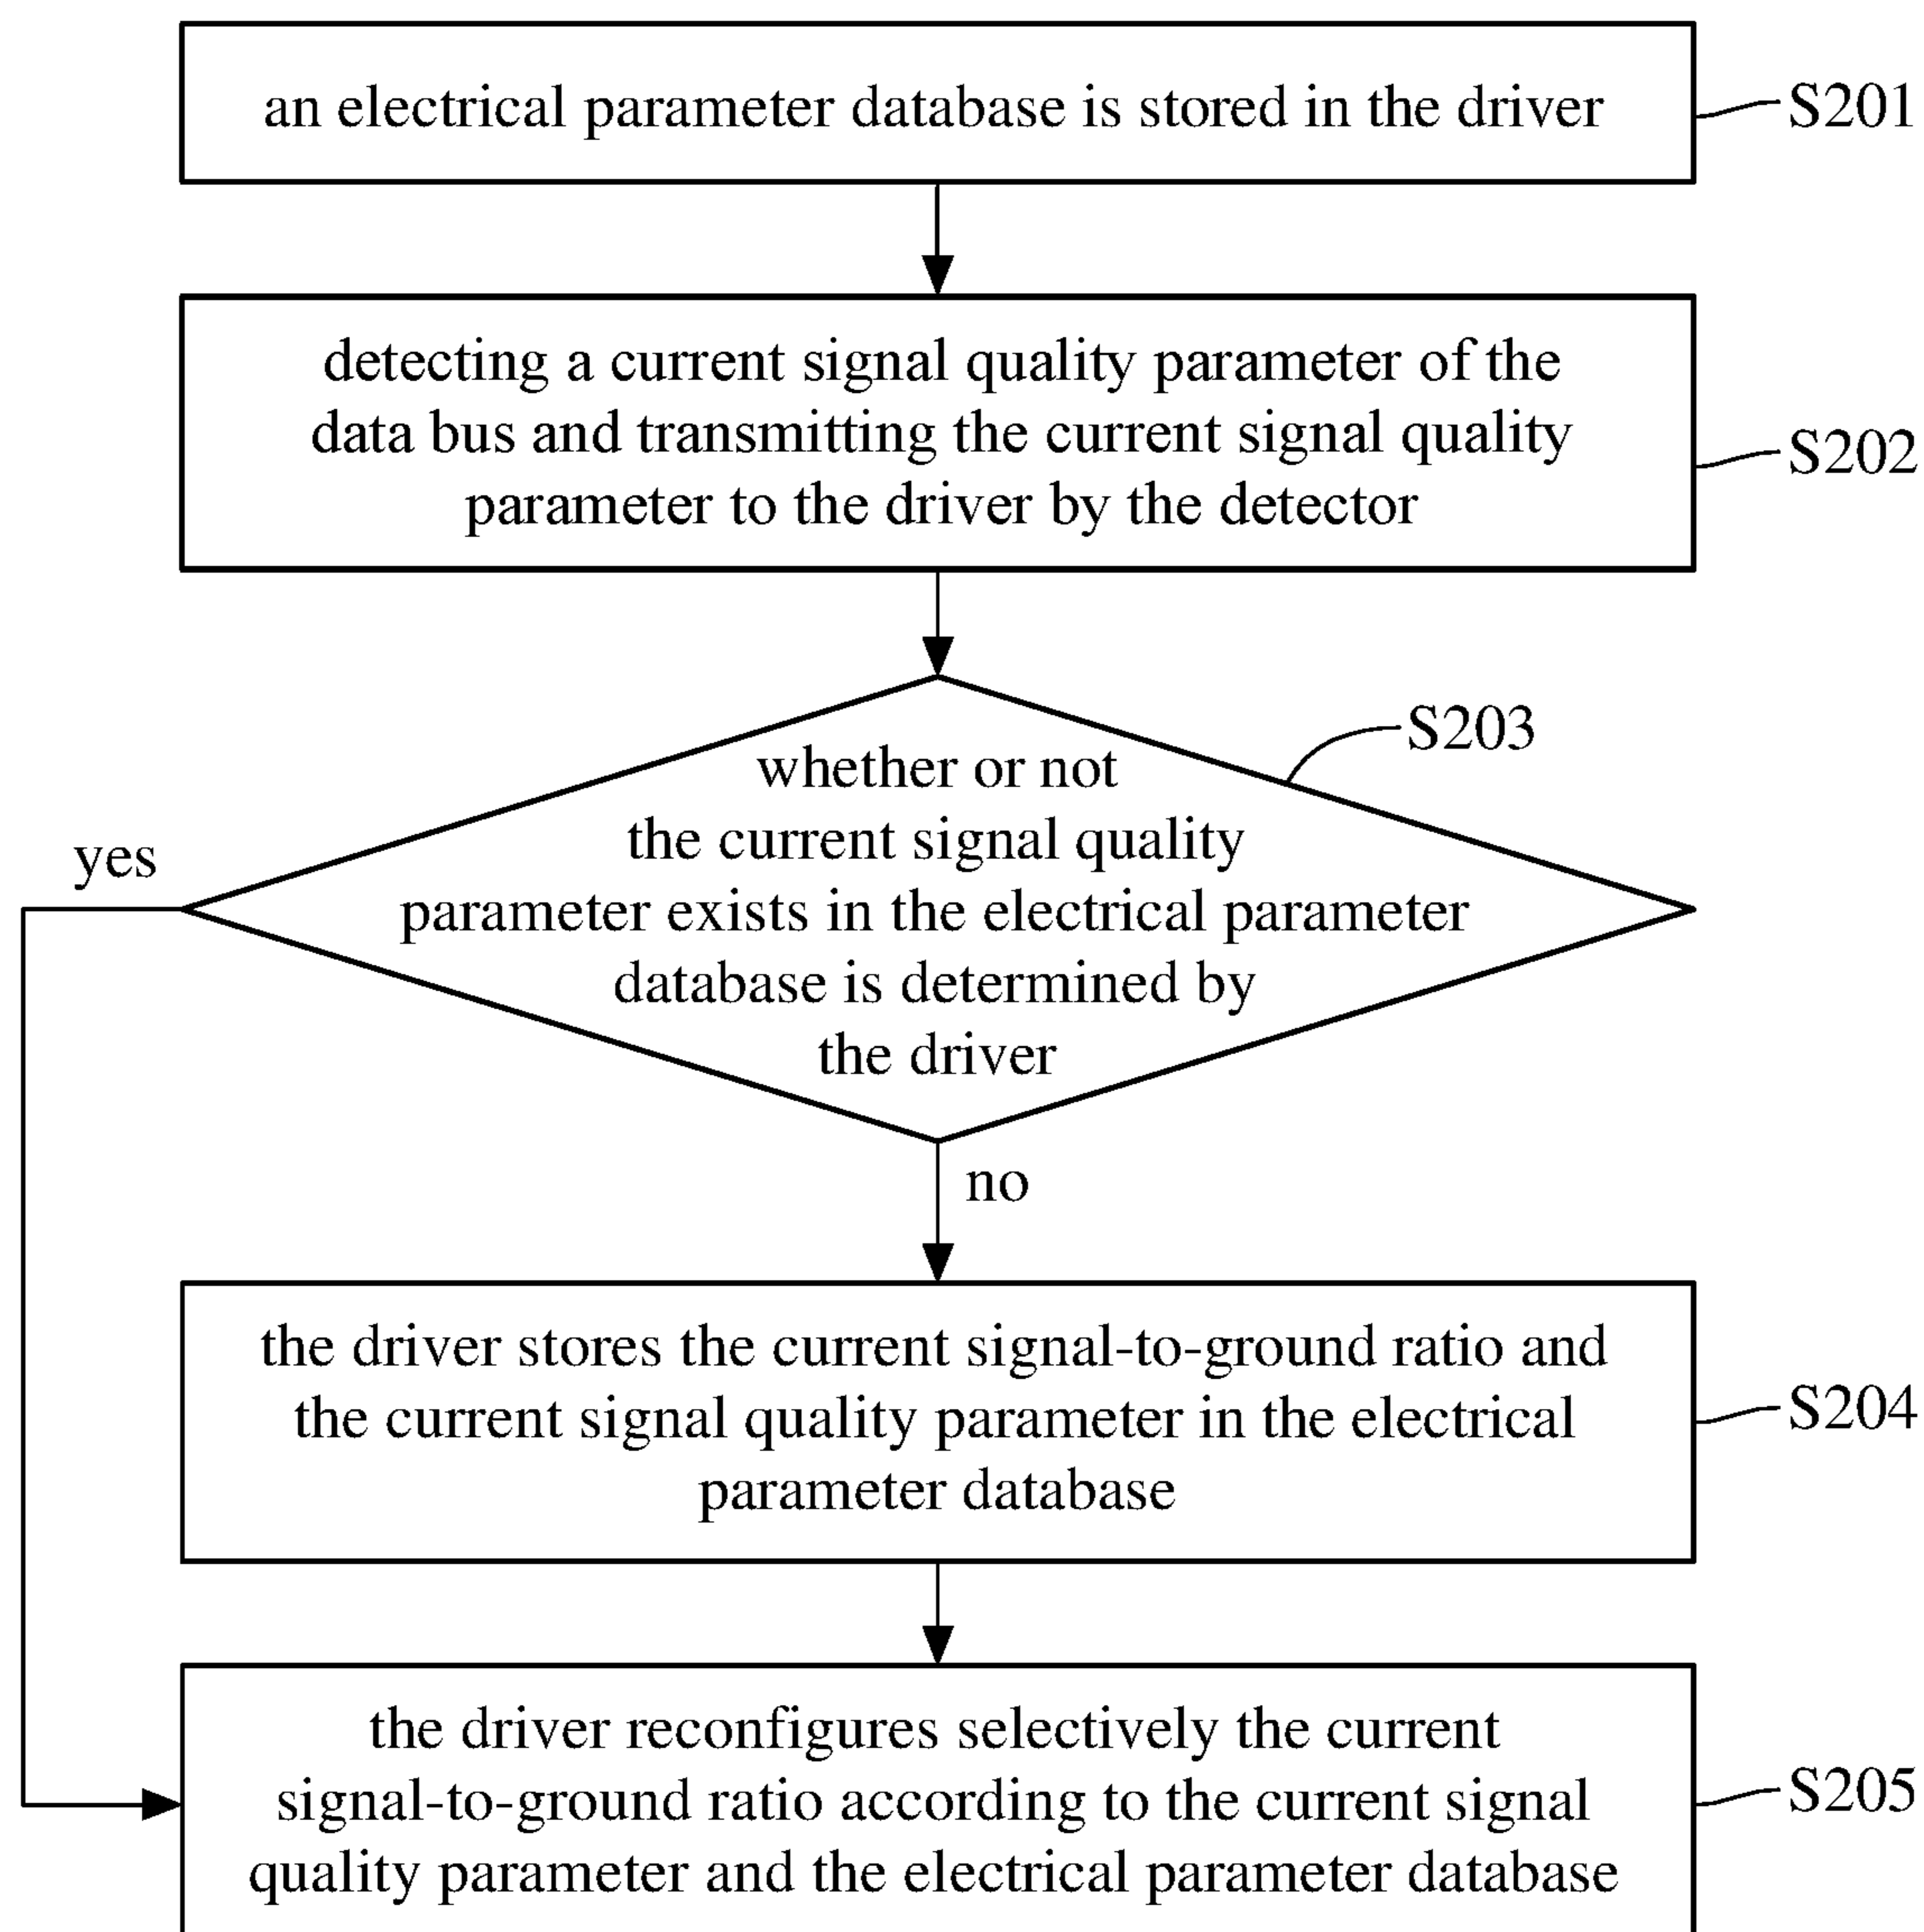 an electrical parameter database is stored in the driver
S201
detecting a current signal quality parameter of the
data bus and transmitting the current signal quality
parameter to the driver by the detector
S202
S203
whether or not
the current signal quality
parameter exists in the electrical parameter
database is determined by
the driver
yes
no
the driver stores the current signal-to-ground ratio and
the current signal quality parameter in the electrical
parameter database
S204
the driver reconfigures selectively the current
signal-to-ground ratio according to the current signal
quality parameter and the electrical parameter database
S205